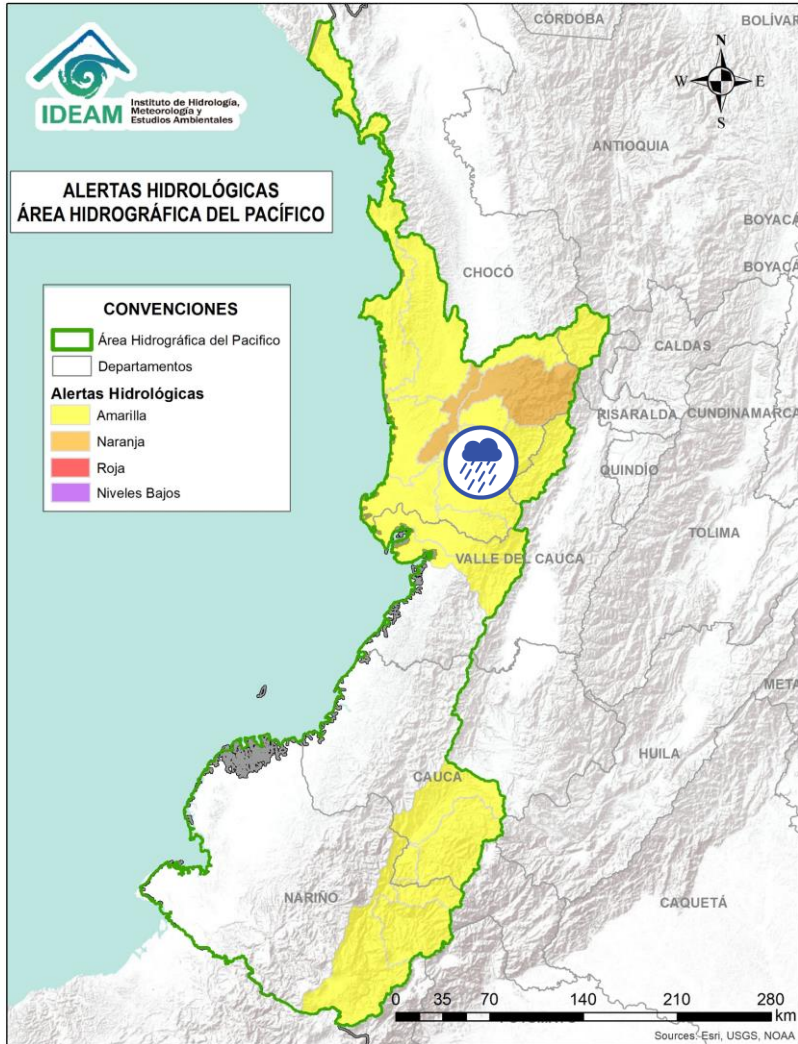 IDEAM
Instituto de Hidrología,
Meteorología y
Estudios Ambientales
ALERTAS HIDROLÓGICAS
ÁREA HIDROGRÁFICA DEL PACÍFICO
CONVENCIONES
Área Hidrográfica del Pacifico
Departamentos
Alertas Hidrológicas
Amarilla
Naranja
Roja
Niveles Bajos
N
W E
S
CÓRDOBA
BOLÍVAR
ANTIOQUIA
BOYACÁ
BOYACÁ
CHOCÓ
CALDAS
RISARALDA
CUNDINAMARCA
QUINDÍO
TOLIMA
VALLE DEL CAUCA
META
HUILA
CAUCA
NARIÑO
CAQUETÁ
0 35 70 140 210 280
km
Sources: Esri, USGS, NOAA